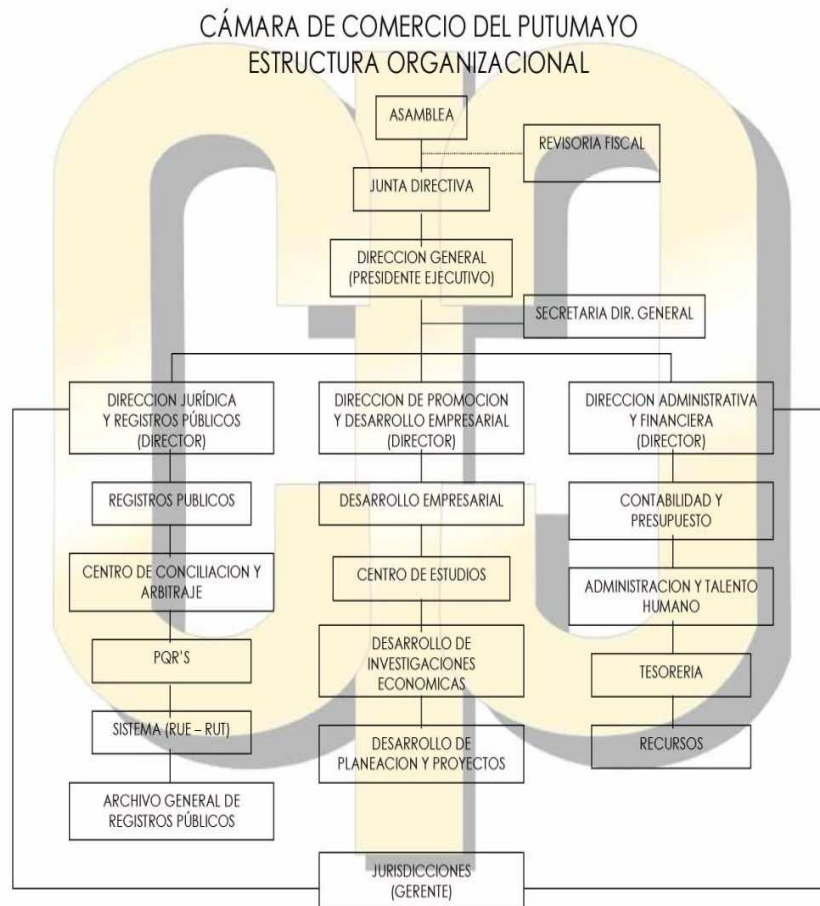 CÁMARA DE COMERCIO DEL PUTUMAYO
ESTRUCTURA ORGANIZACIONAL
ASAMBLEA
REVISORIA FISCAL
JUNTA DIRECTIVA
DIRECCION GENERAL
(PRESIDENTE EJECUTIVO)
SECRETARIA DIR. GENERAL
DIRECCION JURÍDICA
Y REGISTROS PÚBLICOS
(DIRECTOR)
REGISTROS PUBLICOS
CENTRO DE CONCILIACION Y
ARBITRAJE
PQR'S
SISTEMA (RUE – RUT)
ARCHIVO GENERAL DE
REGISTROS PÚBLICOS
DIRECCION DE PROMOCION
Y DESARROLLO EMPRESARIAL
(DIRECTOR)
DESARROLLO EMPRESARIAL
CENTRO DE ESTUDIOS
DESARROLLO DE
INVESTIGACIONES
ECONOMICAS
DESARROLLO DE
PLANEACION Y PROYECTOS
DIRECCION ADMINISTRATIVA
Y FINANCIERA
(DIRECTOR)
CONTABILIDAD Y
PRESUPUESTO
ADMINISTRACION Y TALENTO
HUMANO
TESORERIA
RECURSOS
JURISDICCIONES
(GERENTE)